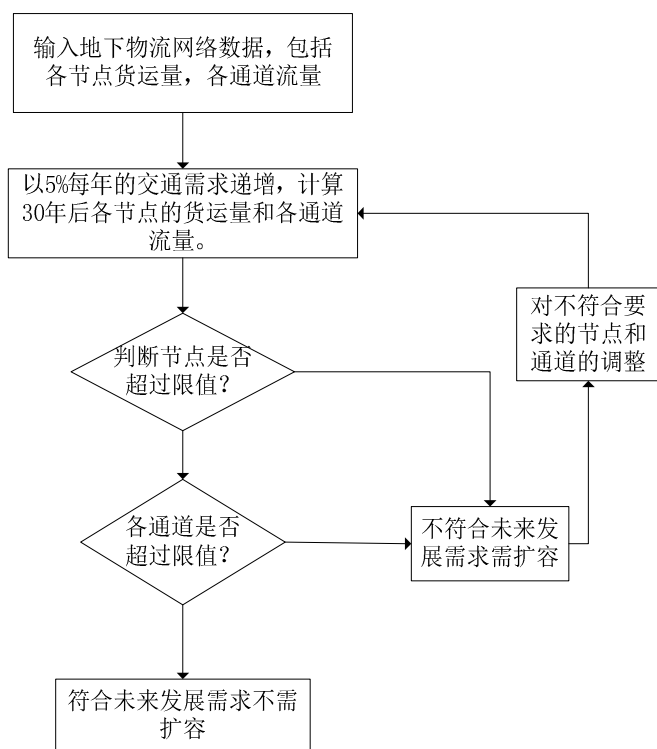 输入地下物流网络数据，包括
各节点货运量，各通道流量
以5%每年的交通需求递增，计算
30年后各节点的货运量和各通道
流量。
对不符合要
求的节点和
通道的调整
判断节点是否
超过限值？
各通道是否
超过限值？
不符合未来发
展需求需扩容
符合未来发展需求不需
扩容